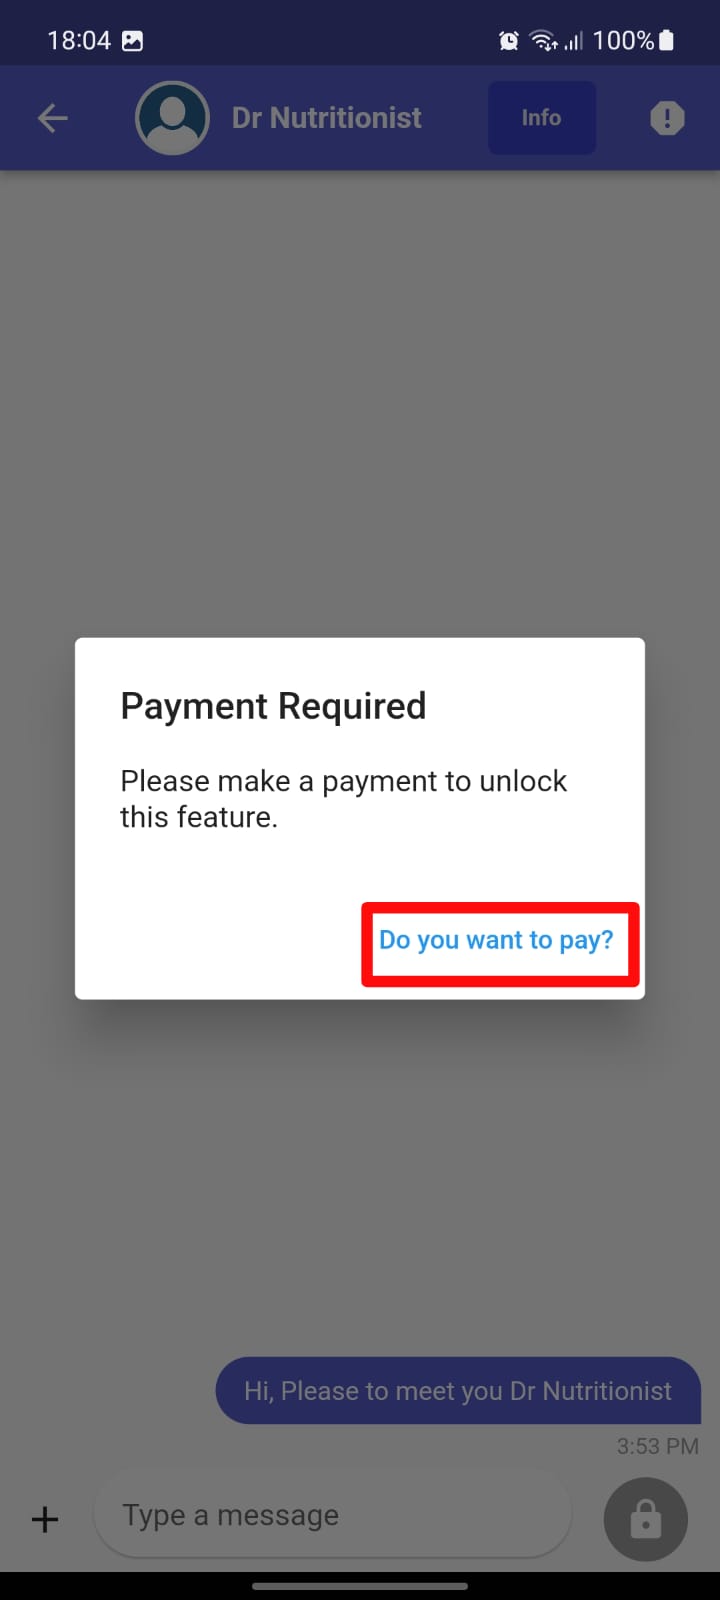 18:04
100%
Dr Nutritionist
Info
Payment Required
Please make a payment to unlock
this feature.
Do you want to pay?
Hi, Please to meet you Dr Nutritionist
3:53 PM
Type a message